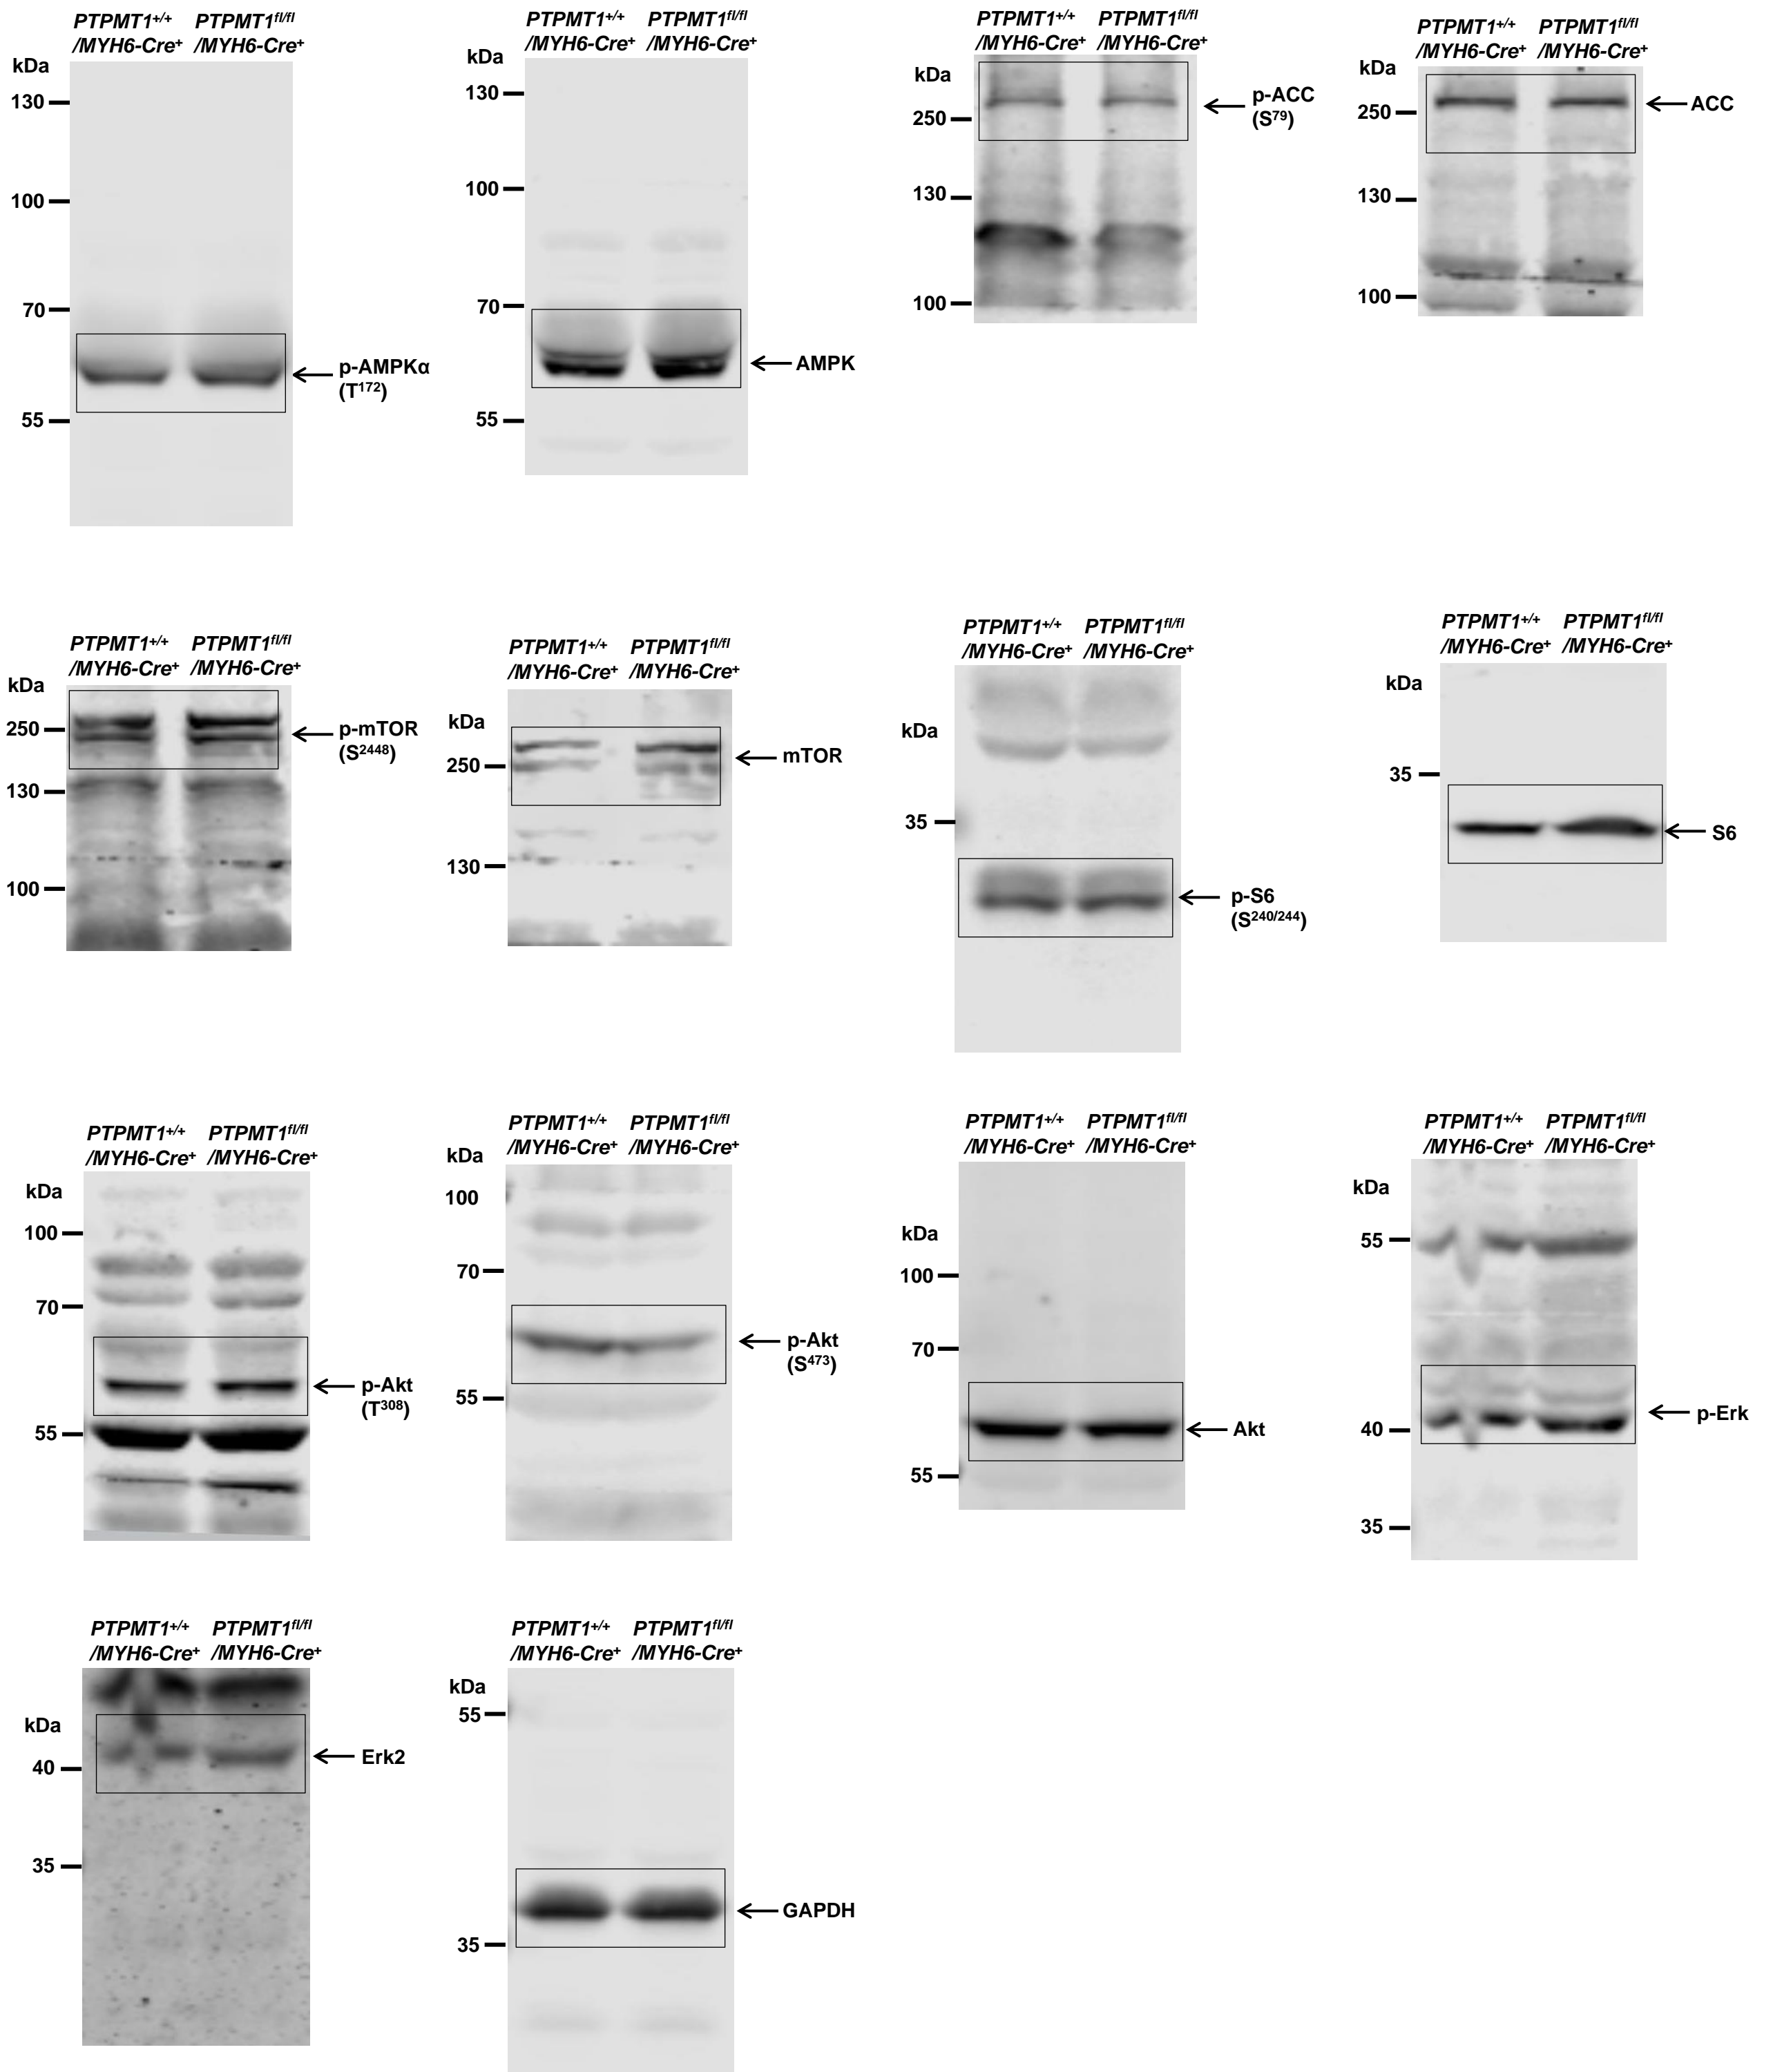 PTPMT1+/+ PTPMT1fl/fl
/MYH6-Cre+ /MYH6-Cre+
kDa
130
100
70
55
p-AMPKα
(T172)
PTPMT1+/+ PTPMT1fl/fl
/MYH6-Cre+ /MYH6-Cre+
kDa
130
100
70
55
AMPK
PTPMT1+/+ PTPMT1fl/fl
/MYH6-Cre+ /MYH6-Cre+
kDa
250
130
100
p-ACC
(S79)
PTPMT1+/+ PTPMT1fl/fl
/MYH6-Cre+ /MYH6-Cre+
kDa
250
130
100
ACC
PTPMT1+/+ PTPMT1fl/fl
/MYH6-Cre+ /MYH6-Cre+
kDa
250
130
100
p-mTOR
(S2448)
PTPMT1+/+ PTPMT1fl/fl
/MYH6-Cre+ /MYH6-Cre+
kDa
250
130
mTOR
PTPMT1+/+ PTPMT1fl/fl
/MYH6-Cre+ /MYH6-Cre+
kDa
35
p-S6
(S240/244)
PTPMT1+/+ PTPMT1fl/fl
/MYH6-Cre+ /MYH6-Cre+
kDa
35
S6
PTPMT1+/+ PTPMT1fl/fl
/MYH6-Cre+ /MYH6-Cre+
kDa
100
70
55
p-Akt
(T308)
PTPMT1+/+ PTPMT1fl/fl
/MYH6-Cre+ /MYH6-Cre+
kDa
100
70
55
p-Akt
(S473)
PTPMT1+/+ PTPMT1fl/fl
/MYH6-Cre+ /MYH6-Cre+
kDa
100
70
55
Akt
PTPMT1+/+ PTPMT1fl/fl
/MYH6-Cre+ /MYH6-Cre+
kDa
55
40
35
p-Erk
PTPMT1+/+ PTPMT1fl/fl
/MYH6-Cre+ /MYH6-Cre+
kDa
40
35
Erk2
PTPMT1+/+ PTPMT1fl/fl
/MYH6-Cre+ /MYH6-Cre+
kDa
55
35
GAPDH